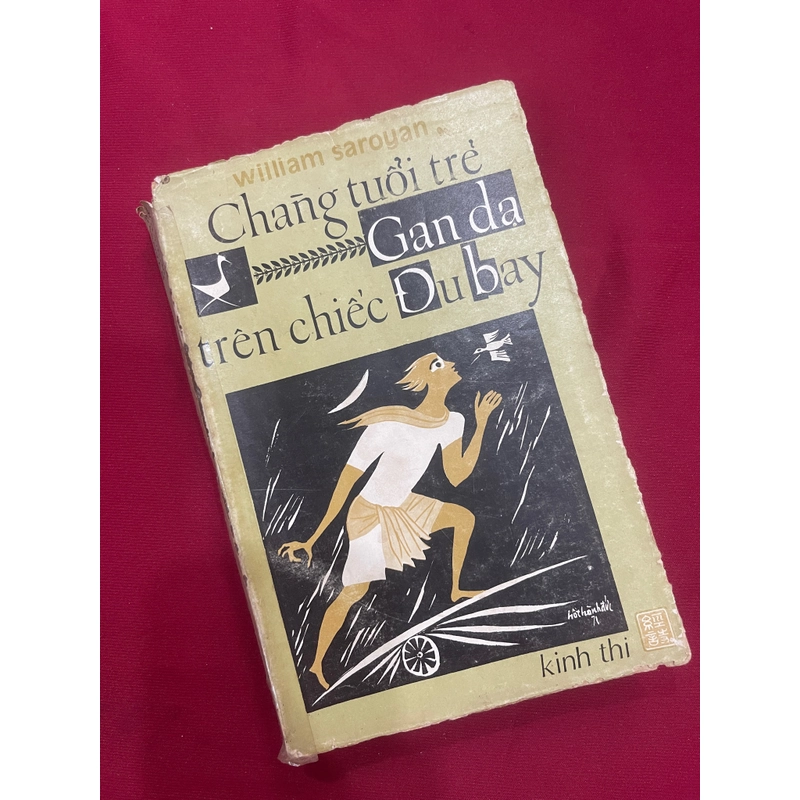 william saroyan
Chàng tuổi trẻ
Gan dạ
trên chiếc Đu bay
kinh thi